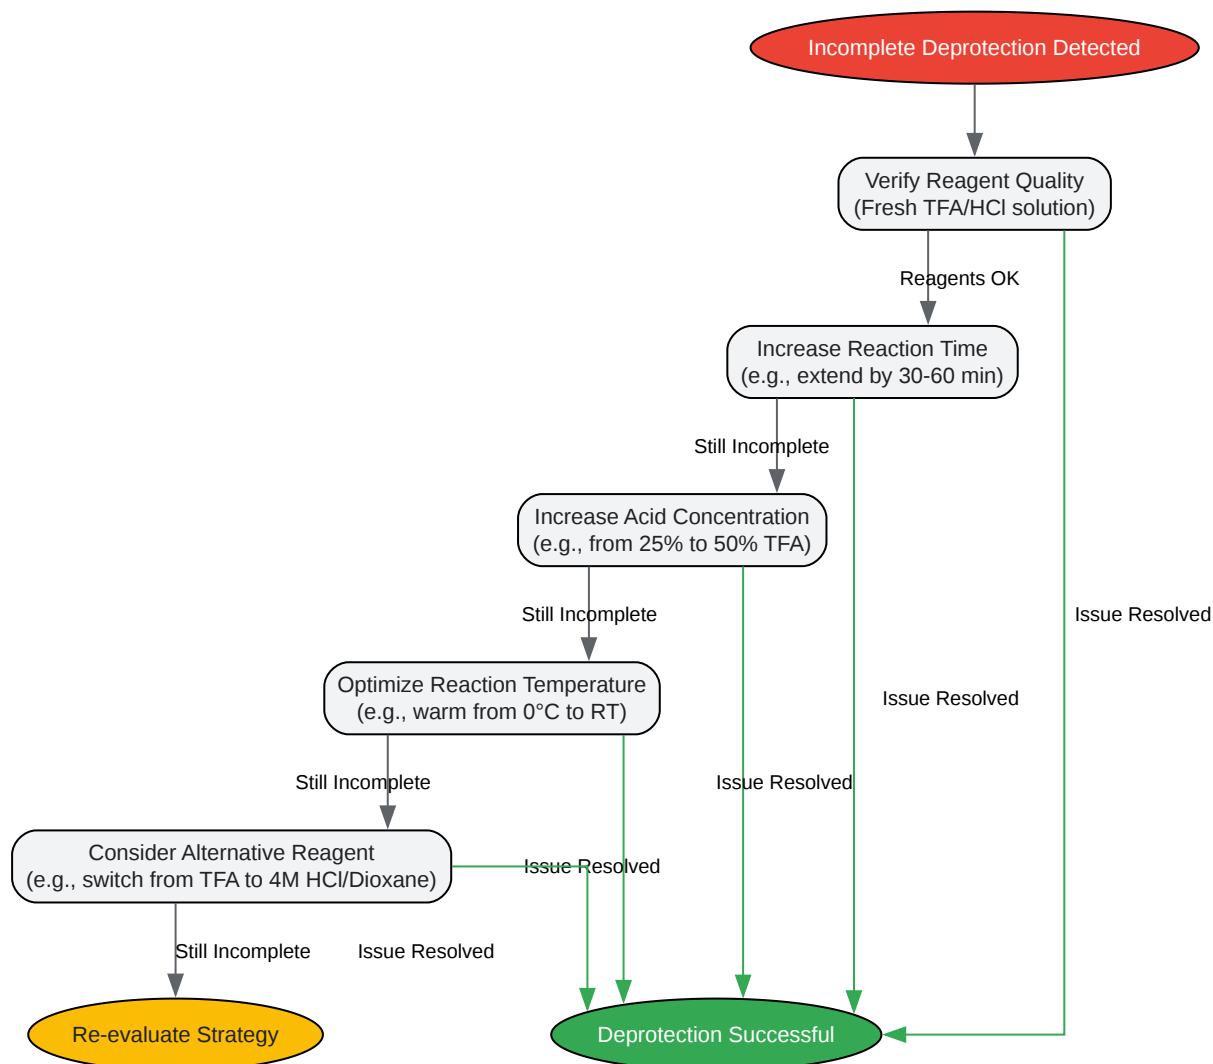 Incomplete Deprotection Detected
Verify Reagent Quality
(Fresh TFA/HCl solution)
Reagents OK
Increase Reaction Time
(e.g., extend by 30-60 min)
Still Incomplete
Increase Acid Concentration
(e.g., from 25% to 50% TFA)
Still Incomplete
Issue Resolved
Optimize Reaction Temperature
(e.g., warm from 0°C to RT)
Issue Resolved
Still Incomplete
Issue Resolved
Consider Alternative Reagent
(e.g., switch from TFA to 4M HCl/Dioxane)
Issue Resolved
Still Incomplete
Issue Resolved
Re-evaluate Strategy
Deprotection Successful